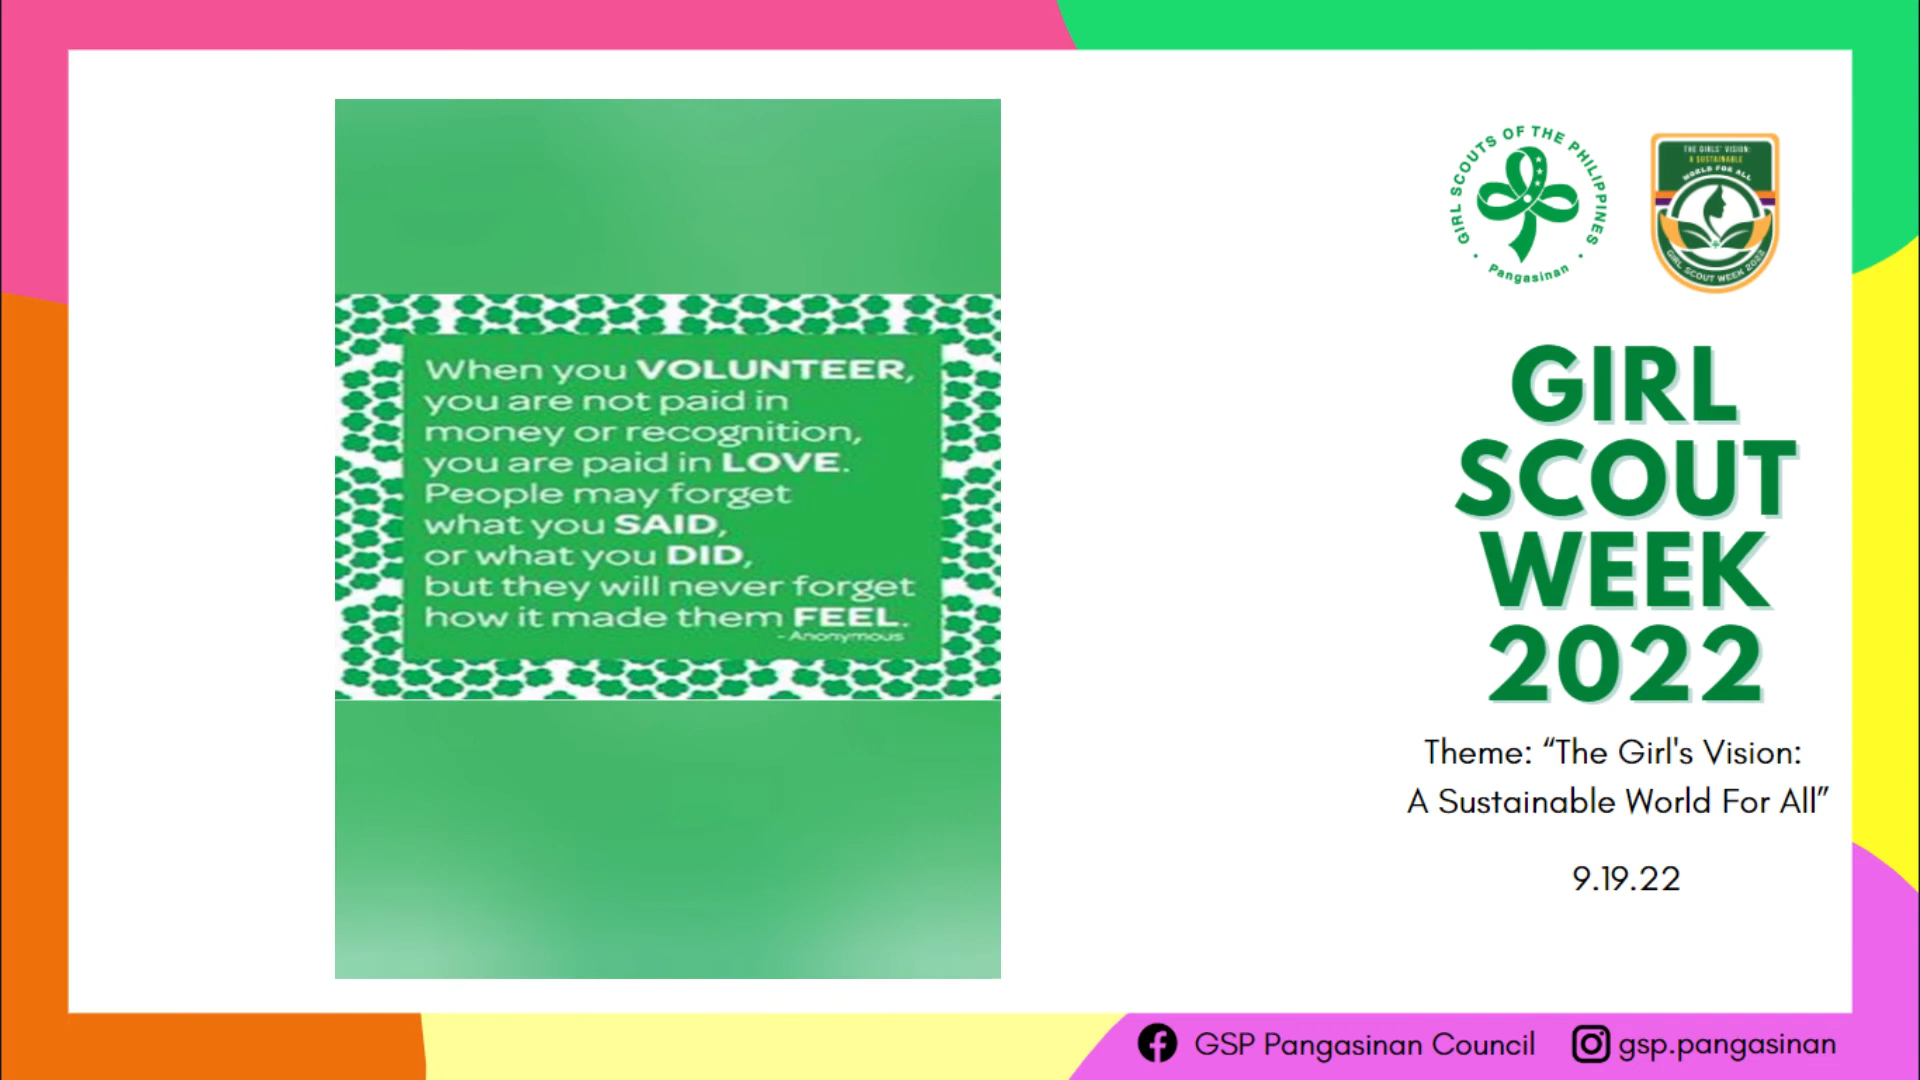 When you VOLUNTEER,
you are not paid in
money or recognition,
you are paid in LOVE.
People may forget
what you SAID,
or what you DID,
but they will never forget
how it made them FEEL.
- Anonymous
GIRL SCOUTS OF THE PHILIPPINES
Pangasinan
THE GIRLS' VISION:
A SUSTAINABLE
WORLD FOR ALL
GIRL SCOUT WEEK 2022
GIRL
SCOUT
WEEK
2022
Theme: “The Girl's Vision:
A Sustainable World For All”
9.19.22
GSP Pangasinan Council
gsp.pangasinan